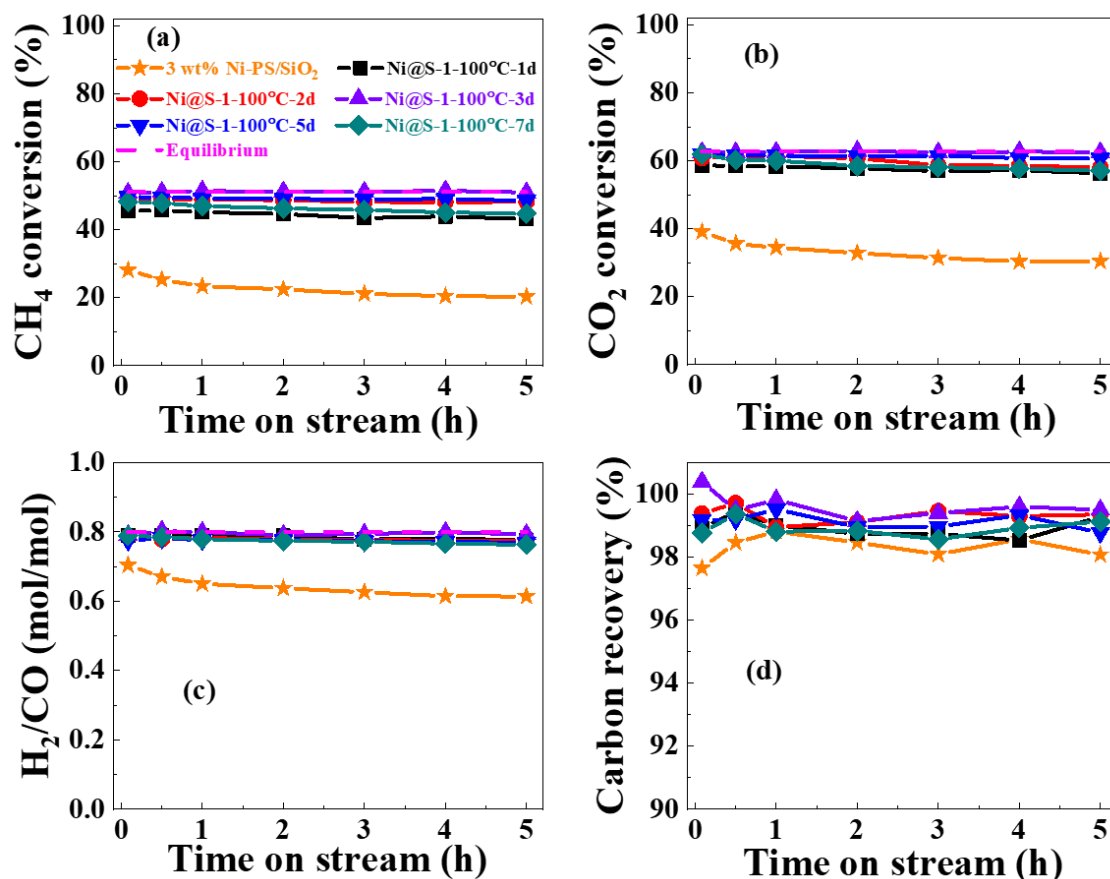 (a)
3 wt% Ni-PS/SiO₂ Ni@S-1-100°C-1d
Ni@S-1-100°C-2d Ni@S-1-100°C-3d
Ni@S-1-100°C-5d Ni@S-1-100°C-7d
Equilibrium
CH₄ conversion (%)
100
80
60
40
20
0
0 1 2 3 4 5
Time on stream (h)
(b)
CO₂ conversion (%)
100
80
60
40
20
0
0 1 2 3 4 5
Time on stream (h)
H₂/CO (mol/mol)
1.0
0.8
0.6
0.4
0.2
0.0
(c)
0 1 2 3 4 5
Time on stream (h)
Carbon recovery (%)
100
98
96
94
92
90
(d)
0 1 2 3 4 5
Time on stream (h)